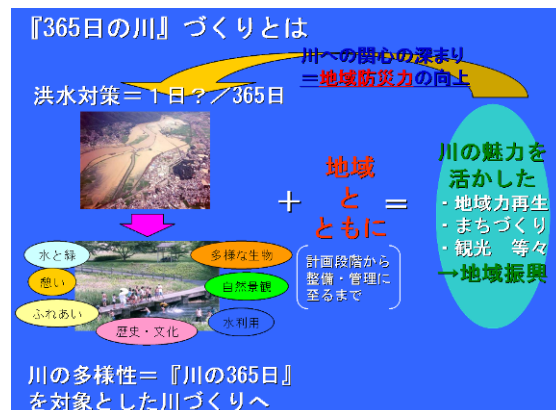 『365日の川』づくりとは
川への関心の深まり
＝地域防災力の向上
洪水対策＝１日？／365日
地域
と
ともに
＋
＝
計画段階から
整備・管理に
至るまで
川の魅力を
活かした
・地域力再生
・まちづくり
・観光　等々
→地域振興
水と緑
憩い
ふれあい
歴史・文化
多様な生物
自然景観
水利用
川の多様性＝『川の365日』
を対象とした川づくりへ